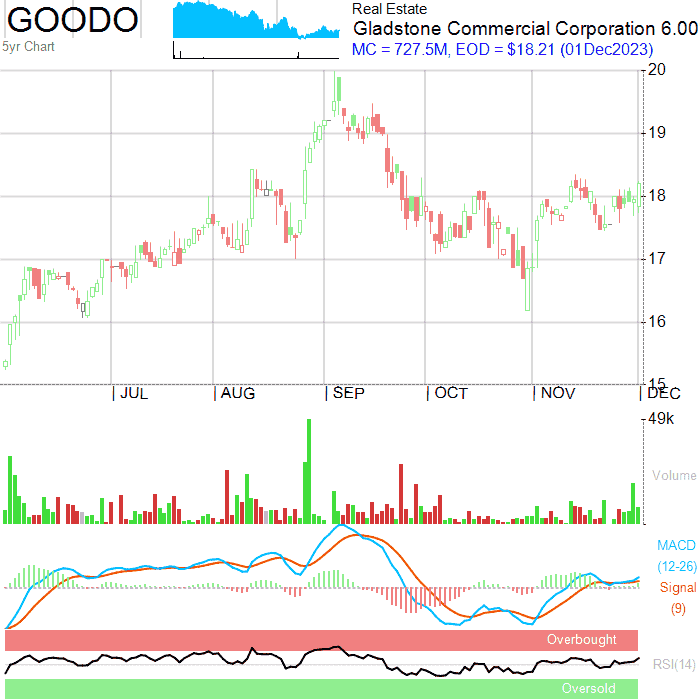 GOODO
5yr Chart
Real Estate
Gladstone Commercial Corporation 6.00
MC = 727.5M, EOD = $18.21 (01Dec2023)
20
19
18
17
16
15
JUL AUG SEP OCT NOV DEC
49k
Volume
MACD
(12-26)
Signal
(9)
Overbought
RSI(14)
Oversold